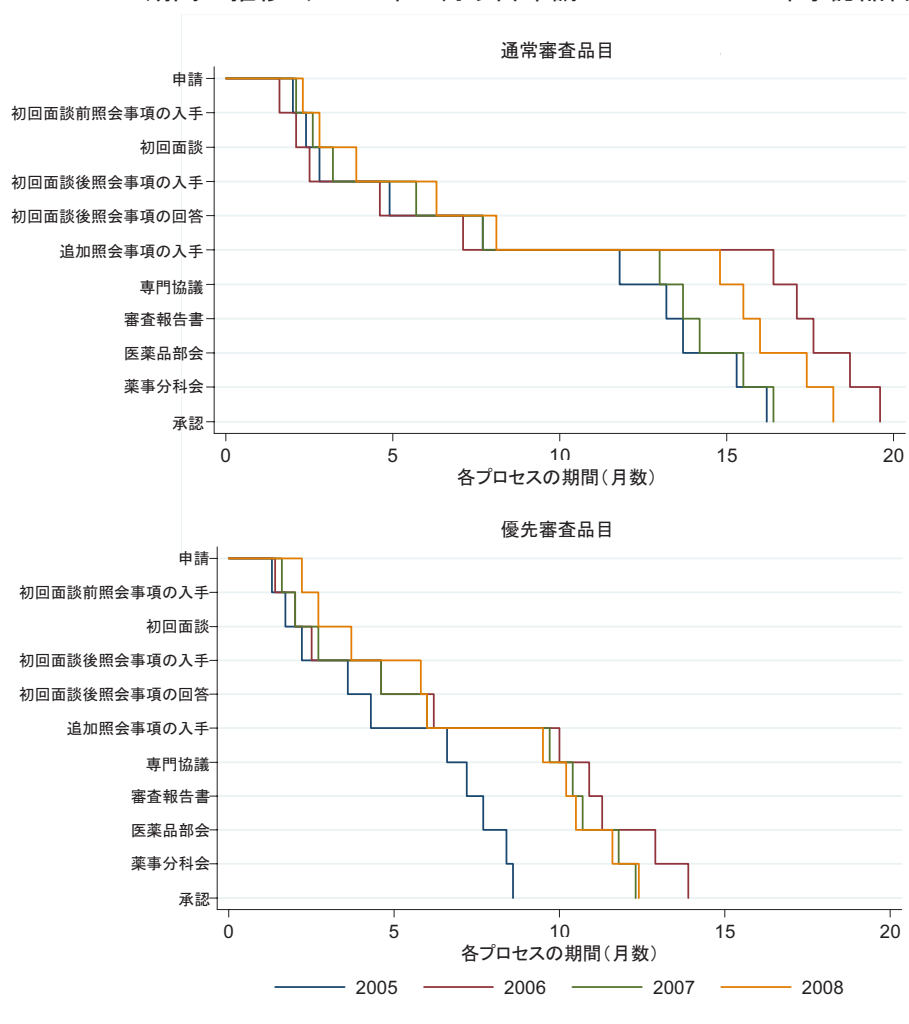 通常審査品目
申請
初回面談前照会事項の入手
初回面談
初回面談後照会事項の入手
初回面談後照会事項の回答
追加照会事項の入手
専門協議
審査報告書
医薬品部会
薬事分科会
承認
0 5 10 15 20
各プロセスの期間(月数)
優先審査品目
申請
初回面談前照会事項の入手
初回面談
初回面談後照会事項の入手
初回面談後照会事項の回答
追加照会事項の入手
専門協議
審査報告書
医薬品部会
薬事分科会
承認
0 5 10 15 20
各プロセスの期間(月数)
2005 2006 2007 2008